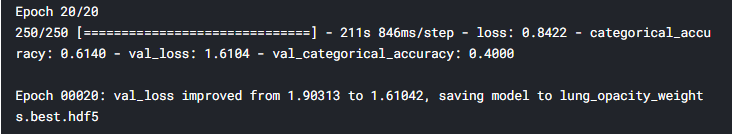 Epoch 20/20
250/250 [==============================] - 211s 846ms/step - loss: 0.8422 - categorical_accu
racy: 0.6140 - val_loss: 1.6104 - val_categorical_accuracy: 0.4000
Epoch 00020: val_loss improved from 1.90313 to 1.61042, saving model to lung_opacity_weight
s.best.hdf5